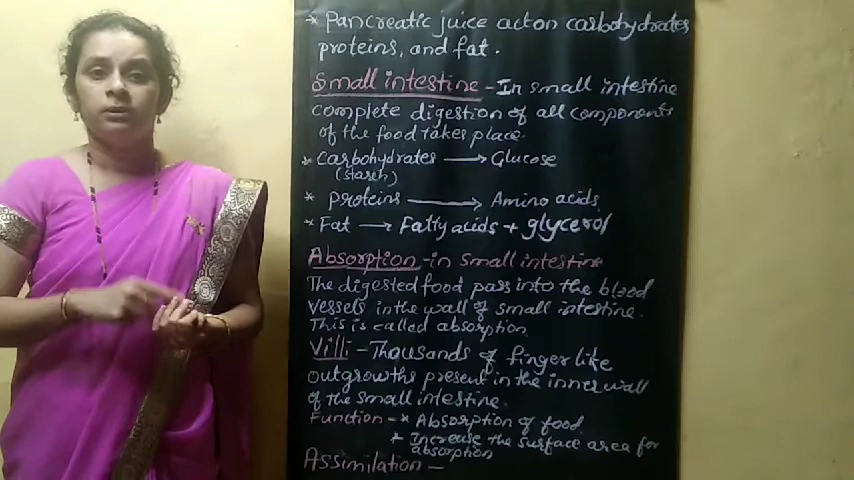 * Pancreatic juice act on carbohydrates
proteins, and fat.
Small intestine - In small intestine
complete digestion of all components
of the food takes place.
* carbohydrates → Glucose
(starch)
* proteins → Amino acids
* Fat → Fatty acids + glycerol
Absorption - in small intestine
The digested food pass into the blood
vessels in the wall of small intestine.
This is called absorption
Villi - Thousands of finger like
outgrowths present in the inner wall
of the small intestine.
Function - * Absorption of food.
* Increase the surface area for
absorption
Assimilation -